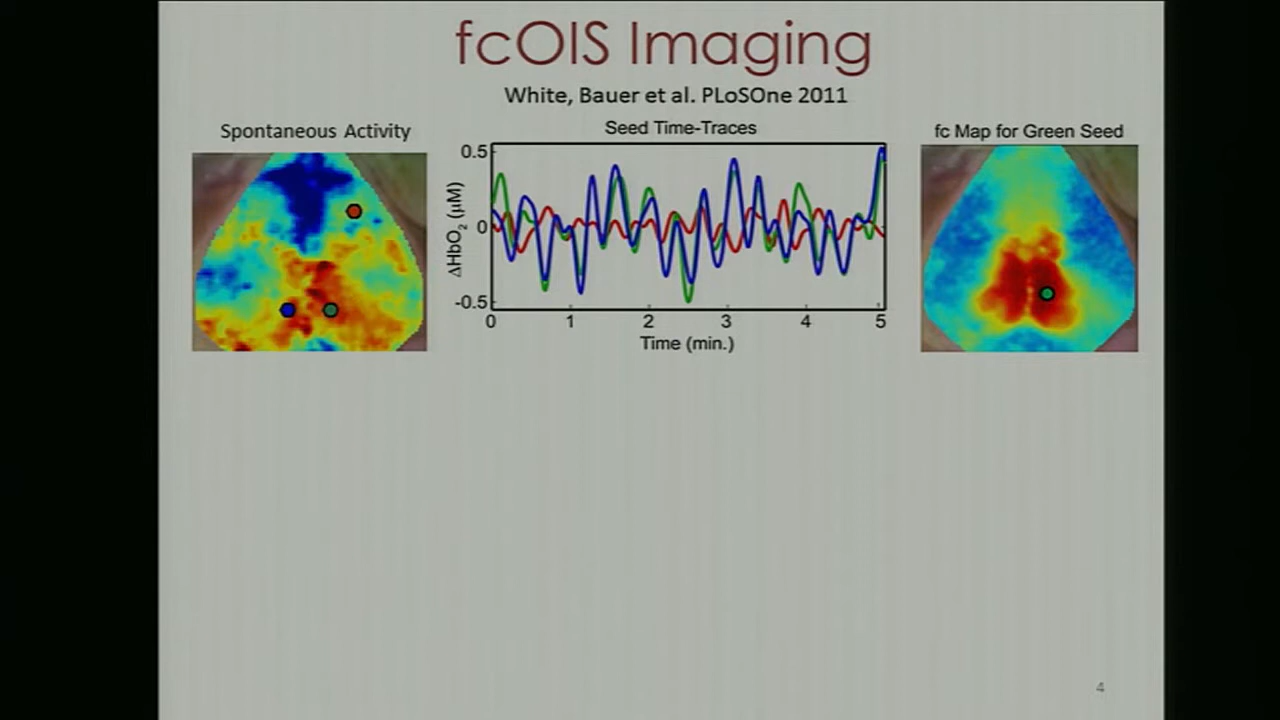 fcOIS Imaging
White, Bauer et al. PLoSOne 2011
Spontaneous Activity
Seed Time-Traces
fc Map for Green Seed
ΔHbO₂ (μM)
0.5
0
-0.5
0 1 2 3 4 5
Time (min.)
4